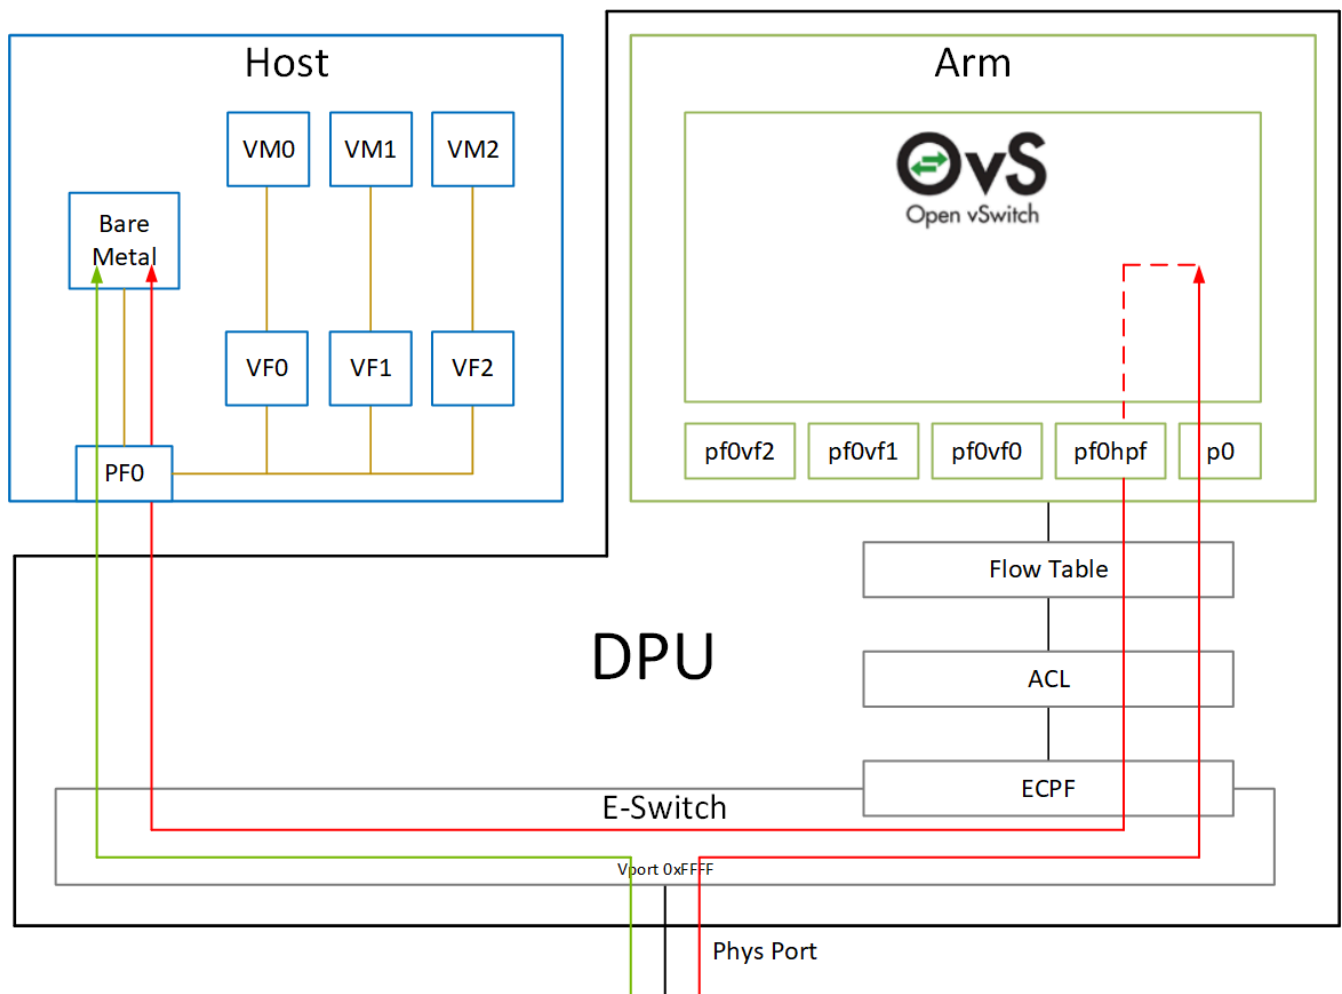 Host
VM0
VM1
VM2
Bare
Metal
VF0
VF1
VF2
PF0
Arm
OvS
Open vSwitch
pf0vf2
pf0vf1
pf0vf0
pf0hpf
p0
Flow Table
ACL
ECPF
DPU
E-Switch
Vport 0xFFFF
Phys Port